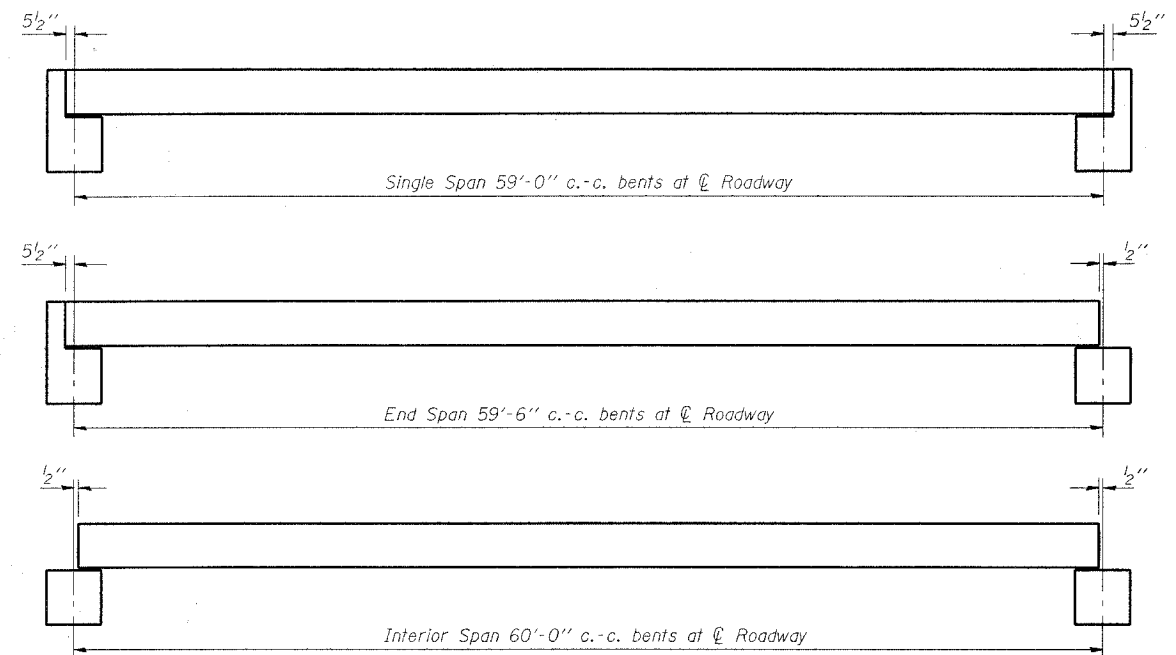 5½" 5½"
Single Span 59'-0" c.-c. bents at ℄ Roadway
5½" ½"
End Span 59'-6" c.-c. bents at ℄ Roadway
½" ½"
Interior Span 60'-0" c.-c. bents at ℄ Roadway